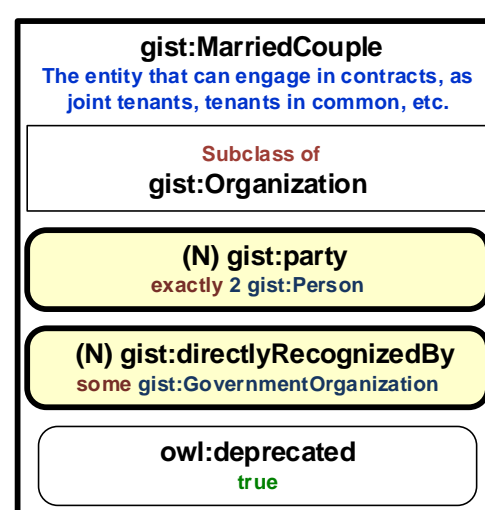 gist:MarriedCouple
The entity that can engage in contracts, as
joint tenants, tenants in common, etc.
Subclass of
gist:Organization
(N) gist:party
exactly 2 gist:Person
(N) gist:directlyRecognizedBy
some gist:GovernmentOrganization
owl:deprecated
true